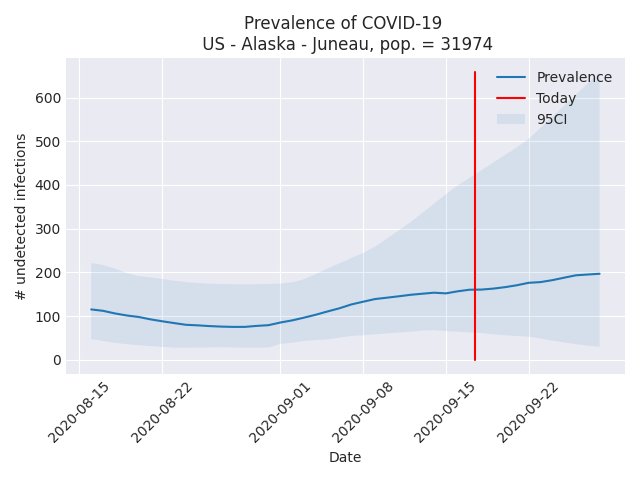 Prevalence of COVID-19
US - Alaska - Juneau, pop. = 31974
Prevalence
Today
95CI
600
500
400
300
200
100
0
# undetected infections
2020-08-15
2020-08-22
2020-09-01
2020-09-08
2020-09-15
2020-09-22
Date